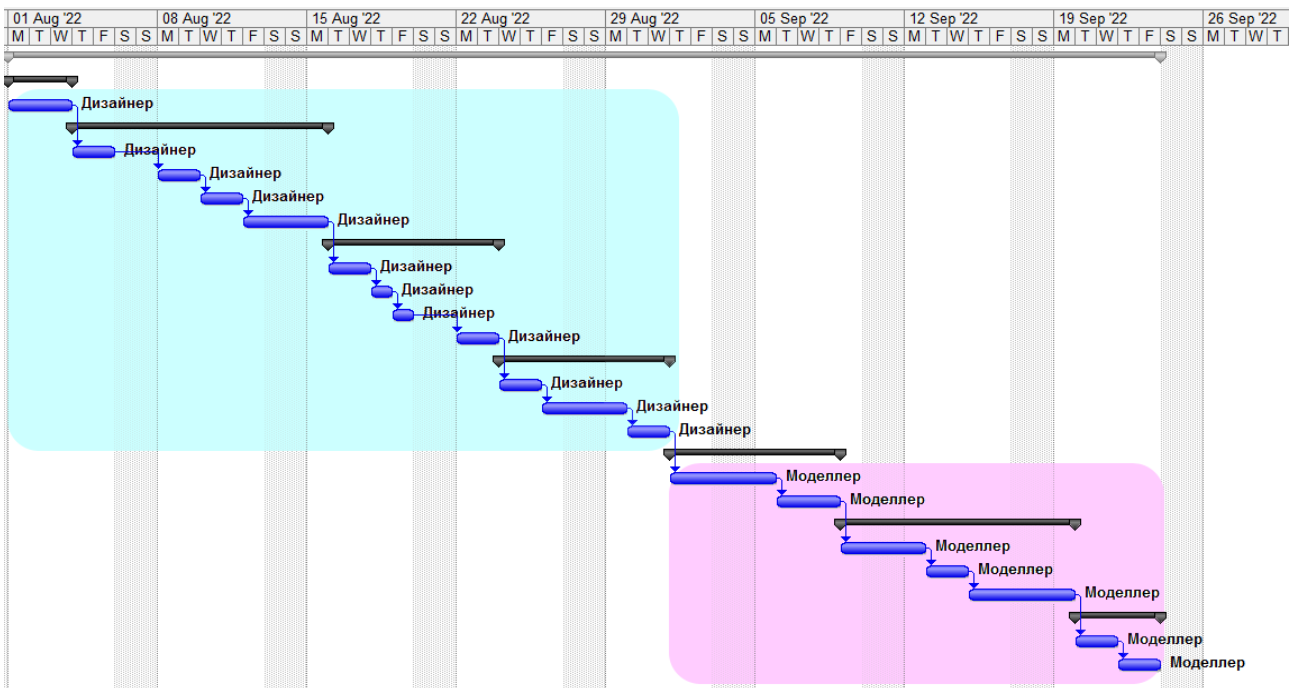 01 Aug '22 08 Aug '22 15 Aug '22 22 Aug '22 29 Aug '22 05 Sep '22 12 Sep '22 19 Sep '22 26 Sep '22
M T W T F S S M T W T F S S M T W T F S S M T W T F S S M T W T F S S M T W T F S S M T W T F S S M T W T F S S M T W T
Дизайнер
Дизайнер
Дизайнер
Дизайнер
Дизайнер
Дизайнер
Дизайнер
Дизайнер
Дизайнер
Дизайнер
Дизайнер
Дизайнер
Моделлер
Моделлер
Моделлер
Моделлер
Моделлер
Моделлер
Моделлер